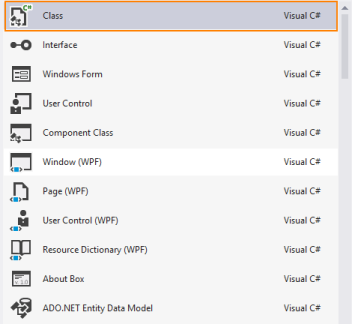 Class Visual C#
Interface Visual C#
Windows Form Visual C#
User Control Visual C#
Component Class Visual C#
Window (WPF) Visual C#
Page (WPF) Visual C#
User Control (WPF) Visual C#
Resource Dictionary (WPF) Visual C#
About Box Visual C#
ADO.NET Entity Data Model Visual C#